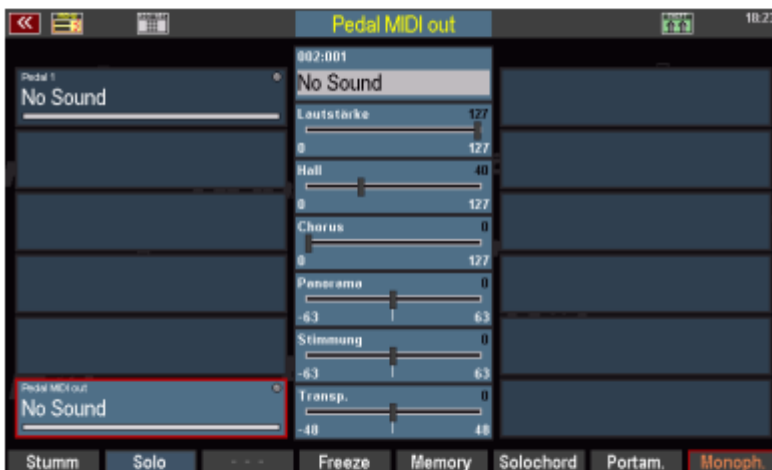 Pedal MIDI out
18:23
Pedal 1
No Sound
002:001
No Sound
Lautstärke 127
0 127
Hall 40
0 127
Chorus 0
0 127
Panorama 0
-63 63
Stimmung 0
-63 63
Transp. 0
-48 48
Pedal MIDI out
No Sound
Stumm Solo - - - Freeze Memory Solochord Portam. Monoph.